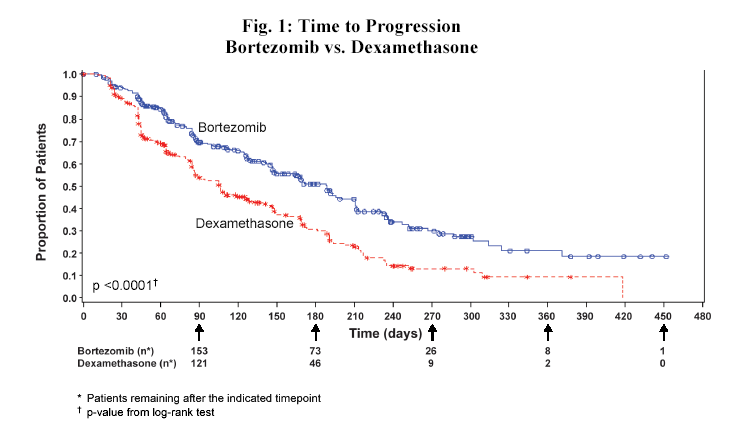 Fig. 1: Time to Progression
Bortezomib vs. Dexamethasone
1.0
0.9
0.8
0.7
0.6
0.5
0.4
0.3
0.2
0.1
0.0
Proportion of Patients
Bortezomib
Dexamethasone
p <0.0001†
0 30 60 90 120 150 180 210 240 270 300 330 360 390 420 450 480
Time (days)
Bortezomib (n*) 153 73 26 8 1
Dexamethasone (n*) 121 46 9 2 0
* Patients remaining after the indicated timepoint
† p-value from log-rank test